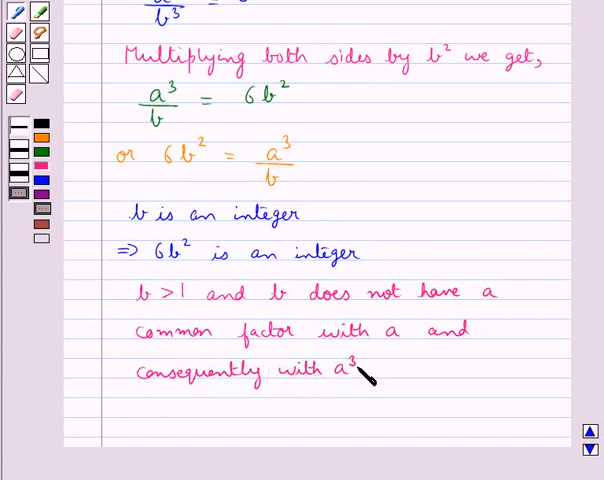 b³
Multiplying both sides by b² we get,
a³/b = 6b²
or 6b² = a³/b
b is an integer
⇒ 6b² is an integer
b > 1 and b does not have a
common factor with a and
consequently with a³